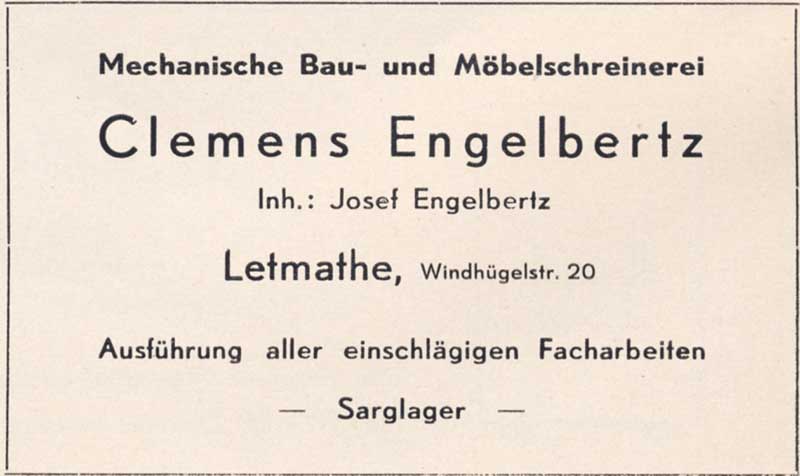 Mechanische Bau- und Möbelschreinerei
Clemens Engelbertz
Inh.: Josef Engelbertz
Letmathe, Windhügelstr. 20
Ausführung aller einschlägigen Facharbeiten
— Sarglager —